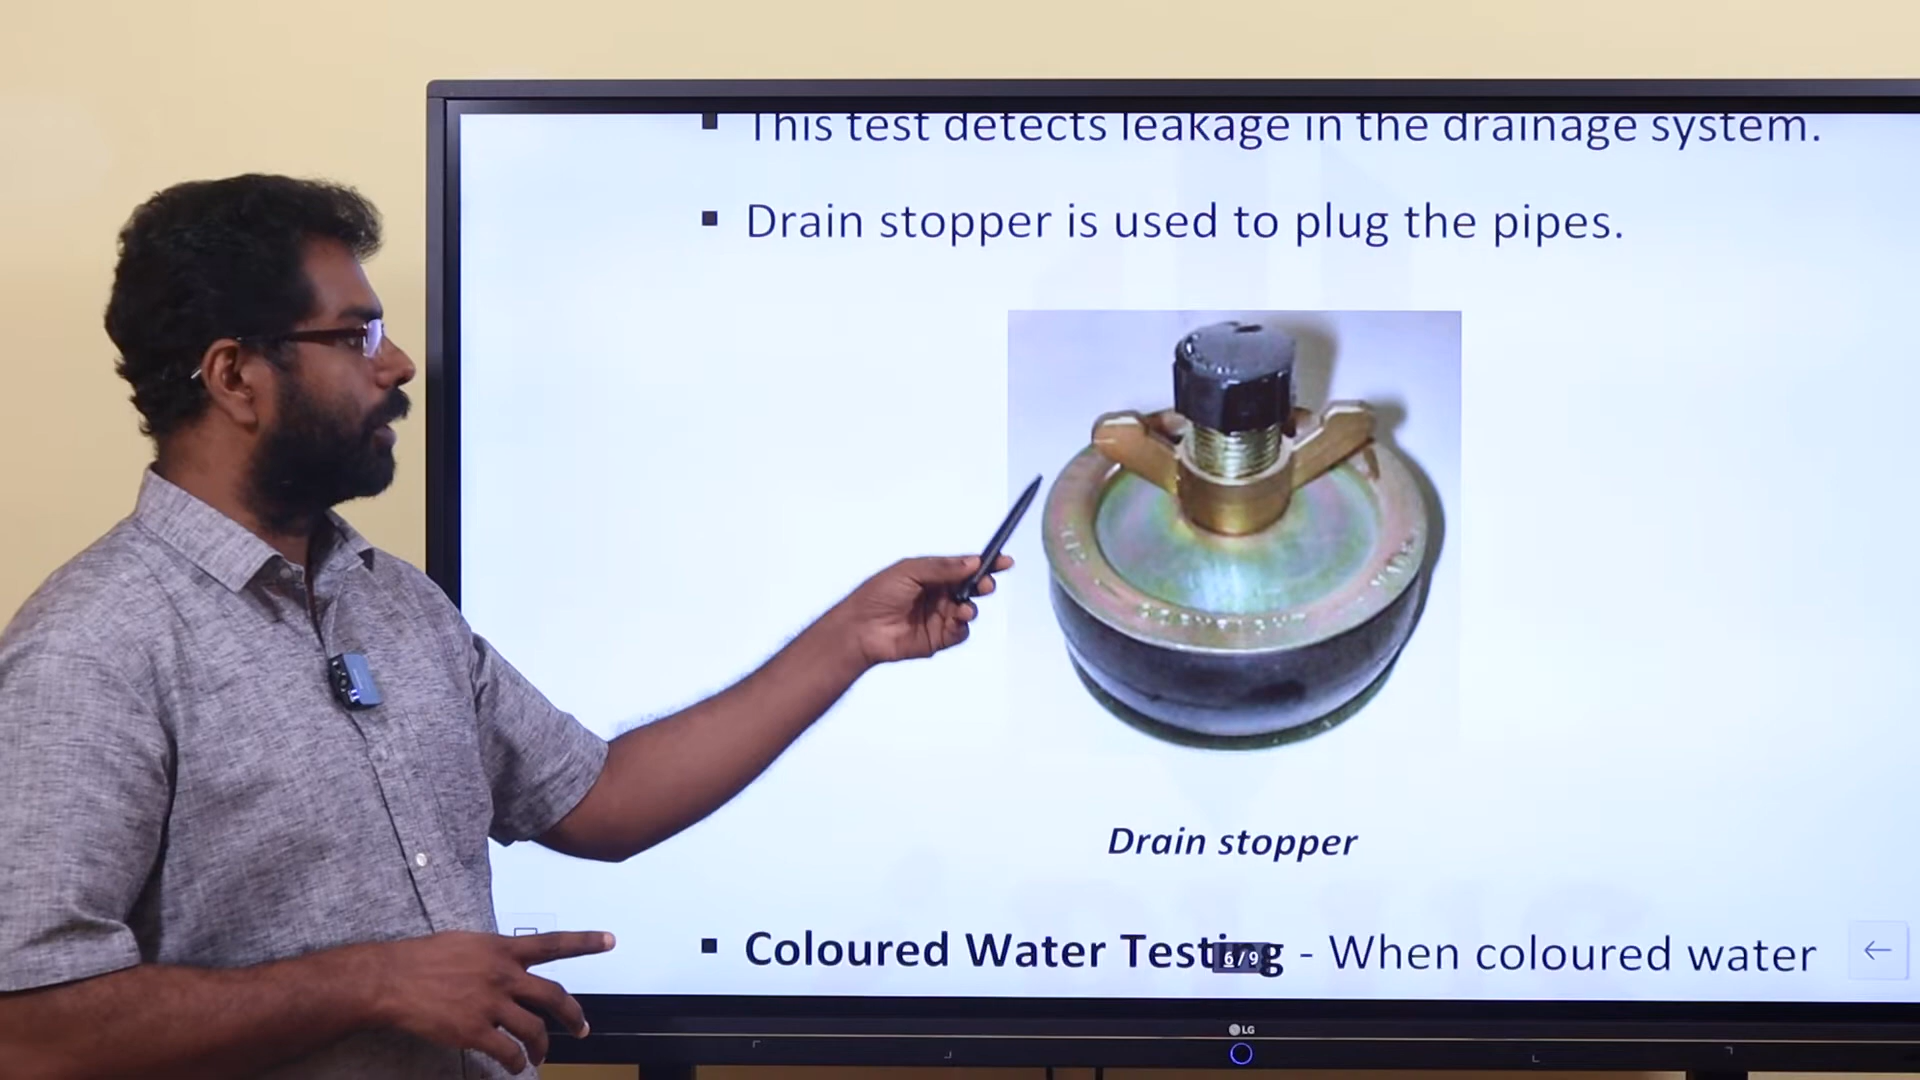 ▪ This test detects leakage in the drainage system.
▪ Drain stopper is used to plug the pipes.
Drain stopper
▪ Coloured Water Testing - When coloured water
6/9
LG